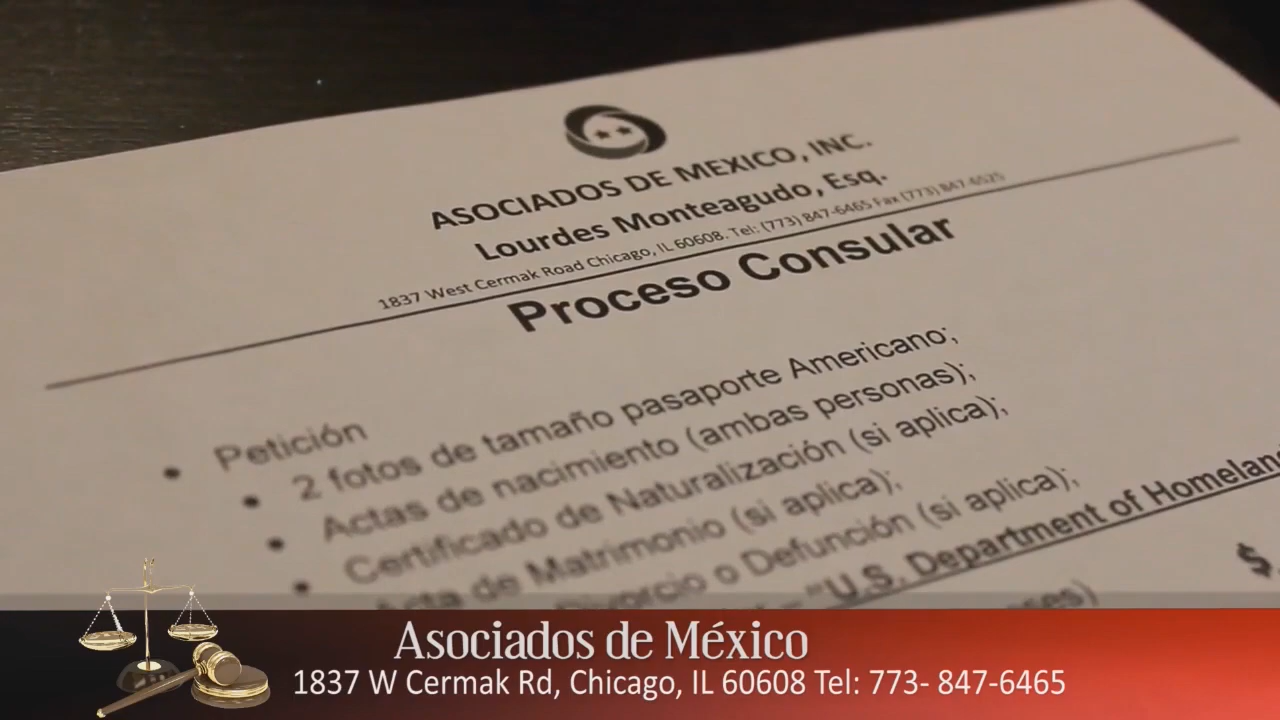 ASOCIADOS DE MEXICO, INC.
Lourdes Monteagudo, Esq.
1837 West Cermak Road Chicago, IL 60608. Tel: (773) 847-6465 Fax (773) 847-6525
Proceso Consular
• Petición
• 2 fotos de tamaño pasaporte Americano;
• Actas de nacimiento (ambas personas);
• Certificado de Naturalización (si aplica);
Acta de Matrimonio (si aplica);
Divorcio o Defunción (si aplica);
"U.S. Department of Homeland
$
Asociados de México
1837 W Cermak Rd, Chicago, IL 60608 Tel: 773- 847-6465